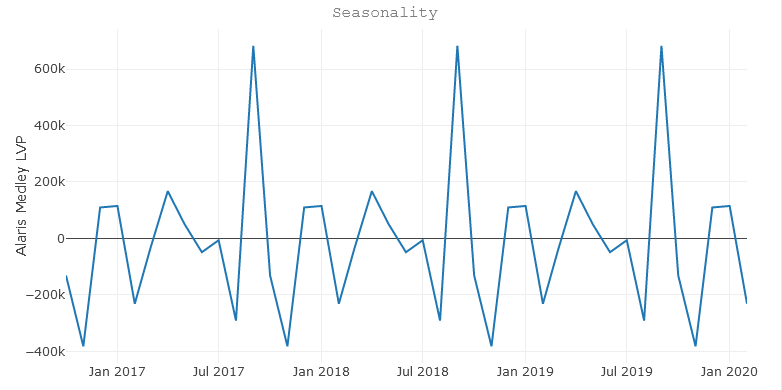 Seasonality
Alaris Medley LVP
600k
400k
200k
0
−200k
−400k
Jan 2017
Jul 2017
Jan 2018
Jul 2018
Jan 2019
Jul 2019
Jan 2020